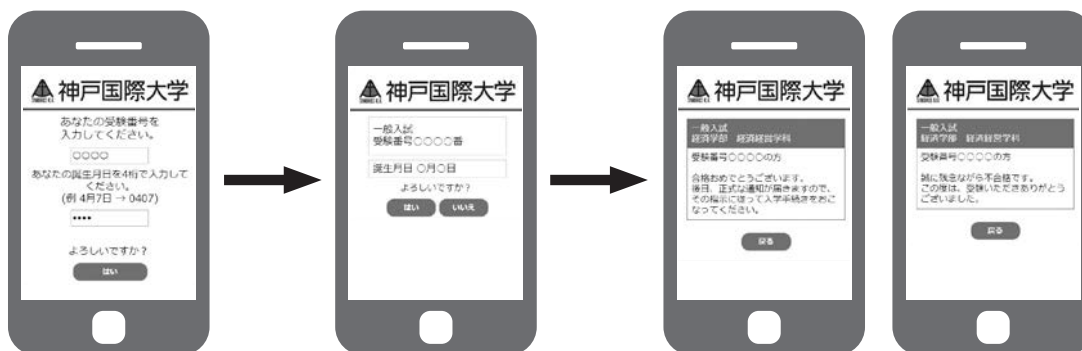 神戸国際大学
あなたの受験番号を
入力してください。
○○○○
あなたの誕生月日を4桁で入力して
ください。
(例 4月7日 → 0407)
••••
よろしいですか？
はい
神戸国際大学
一般入試
受験番号○○○○番
誕生月日 ○月○日
よろしいですか？
はい
いいえ
神戸国際大学
一般入試
経済学部 経済経営学科
受験番号○○○○の方
合格おめでとうございます。
後日、正式な通知が届きますので、
その指示に従って入学手続きをおこ
なってください。
戻る
神戸国際大学
一般入試
経済学部 経済経営学科
受験番号○○○○の方
誠に残念ながら不合格です。
この度は、受験いただきありがとう
ございました。
戻る